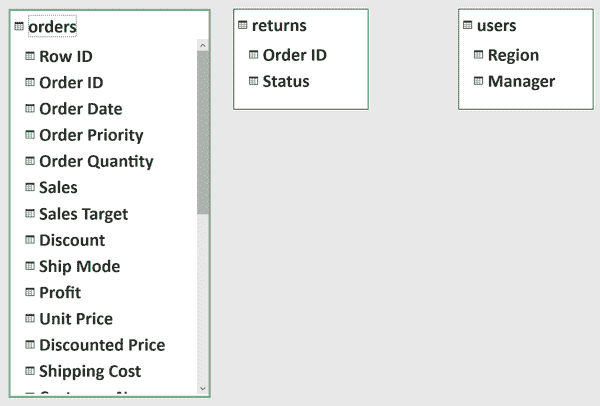 orders
Row ID
Order ID
Order Date
Order Priority
Order Quantity
Sales
Sales Target
Discount
Ship Mode
Profit
Unit Price
Discounted Price
Shipping Cost
returns
Order ID
Status
users
Region
Manager